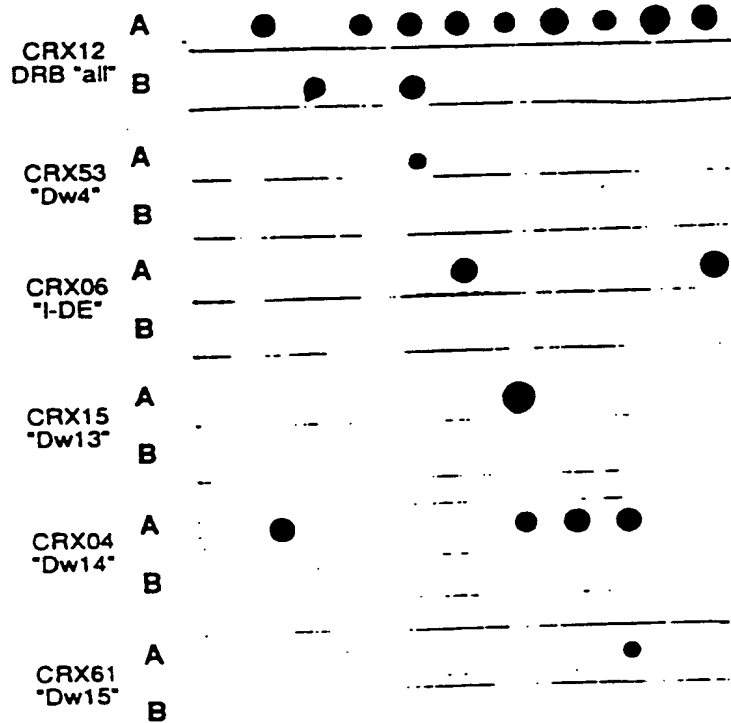 CRX12
DRB "all"
A
B
CRX53
"Dw4"
A
B
CRX06
"I-DE"
A
B
CRX15
"Dw13"
A
B
CRX04
"Dw14"
A
B
CRX61
"Dw15"
A
B